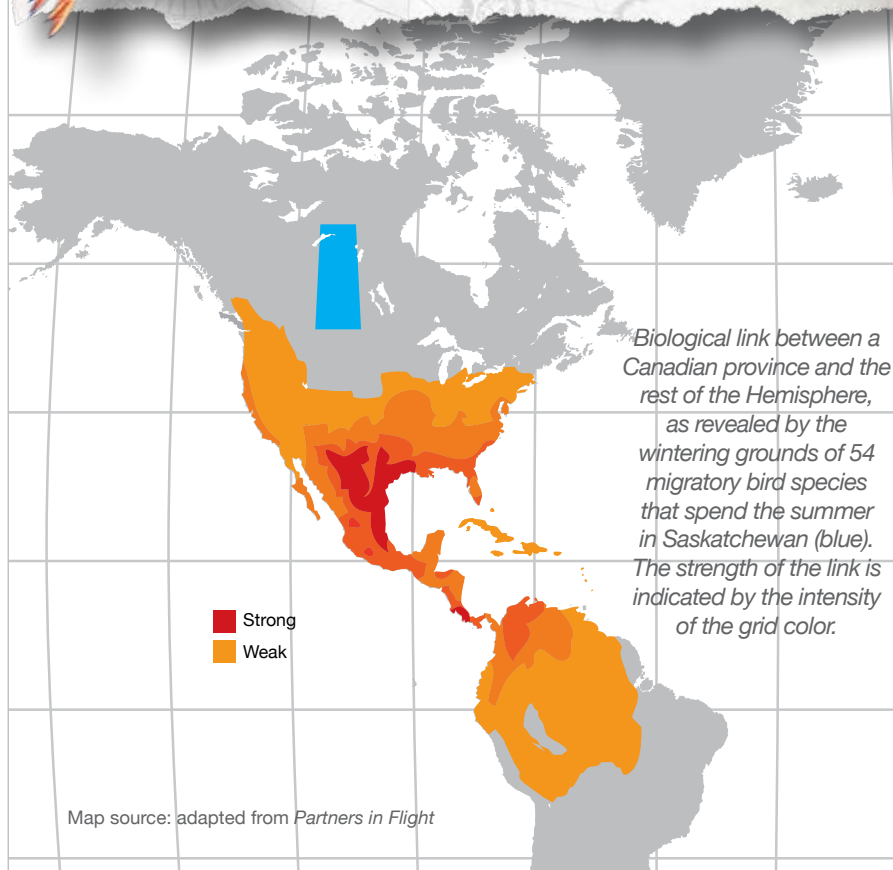 Biological link between a
Canadian province and the
rest of the Hemisphere,
as revealed by the
wintering grounds of 54
migratory bird species
that spend the summer
in Saskatchewan (blue).
The strength of the link is
indicated by the intensity
of the grid color.
Strong
Weak
Map source: adapted from Partners in Flight